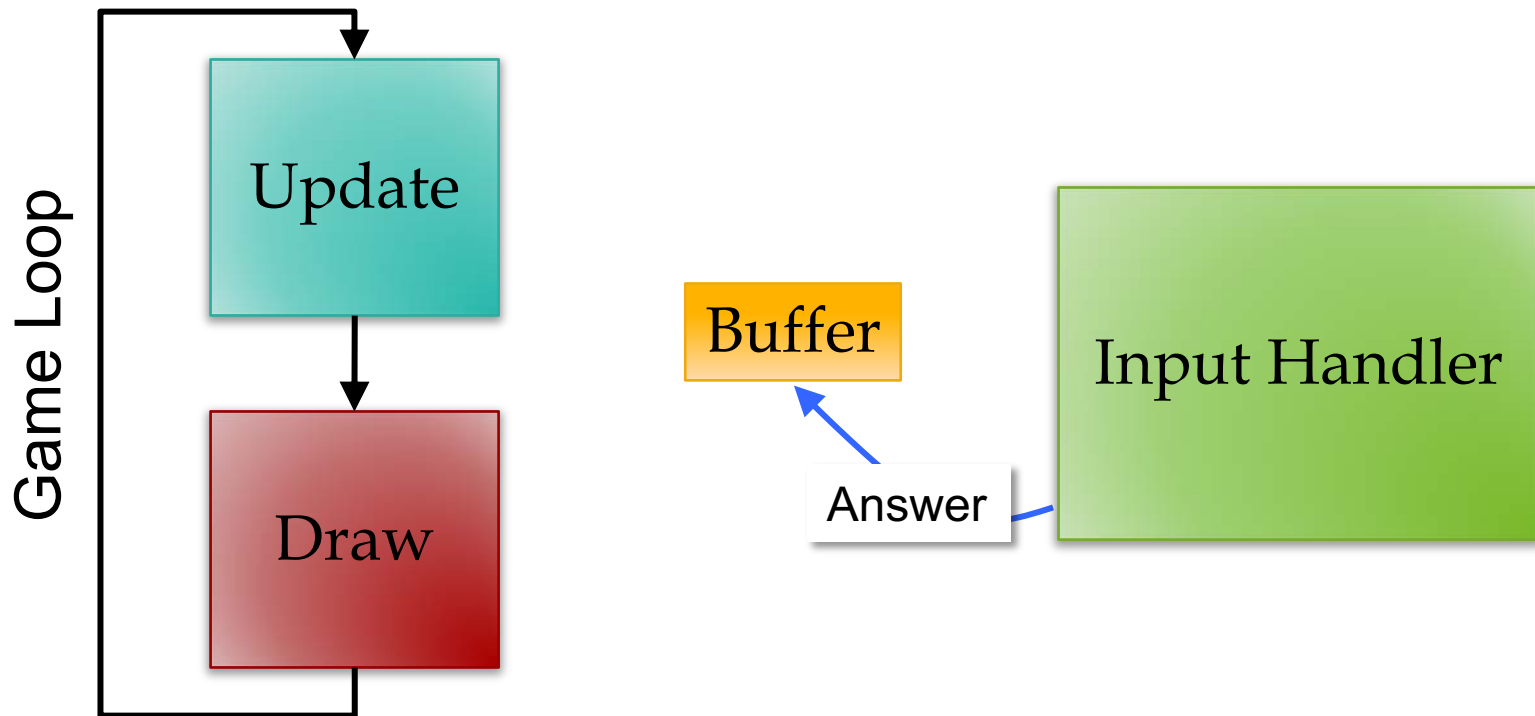 Game Loop
Update
Draw
Buffer
Answer
Input Handler